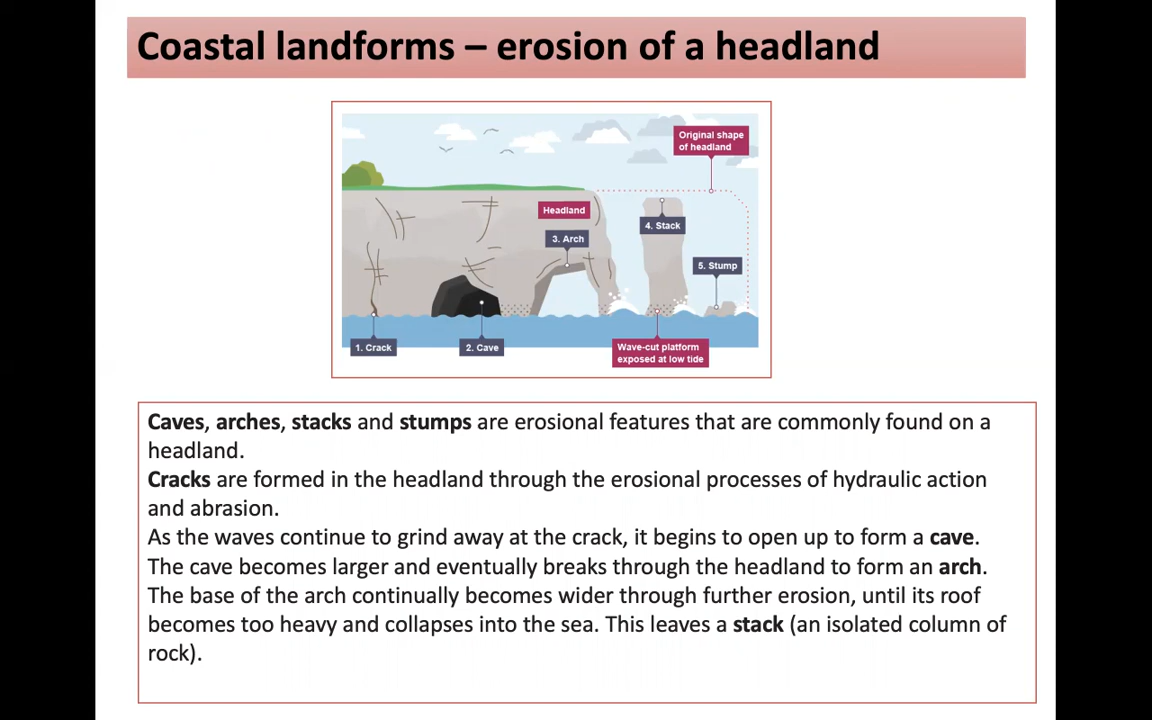 Coastal landforms – erosion of a headland
Original shape
of headland
Headland
3. Arch
4. Stack
5. Stump
1. Crack
2. Cave
Wave-cut platform
exposed at low tide
Caves, arches, stacks and stumps are erosional features that are commonly found on a
headland.
Cracks are formed in the headland through the erosional processes of hydraulic action
and abrasion.
As the waves continue to grind away at the crack, it begins to open up to form a cave.
The cave becomes larger and eventually breaks through the headland to form an arch.
The base of the arch continually becomes wider through further erosion, until its roof
becomes too heavy and collapses into the sea. This leaves a stack (an isolated column of
rock).